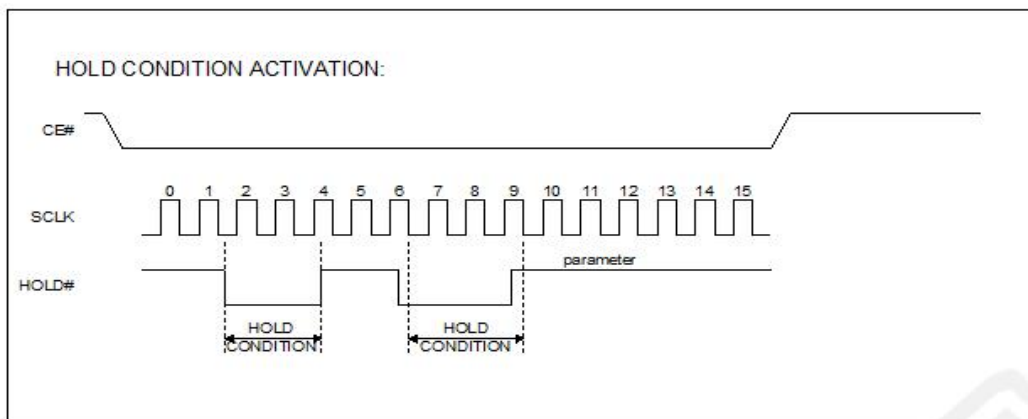 HOLD CONDITION ACTIVATION:
CE#
0 1 2 3 4 5 6 7 8 9 10 11 12 13 14 15
SCLK
parameter
HOLD#
HOLD HOLD
CONDITION CONDITION